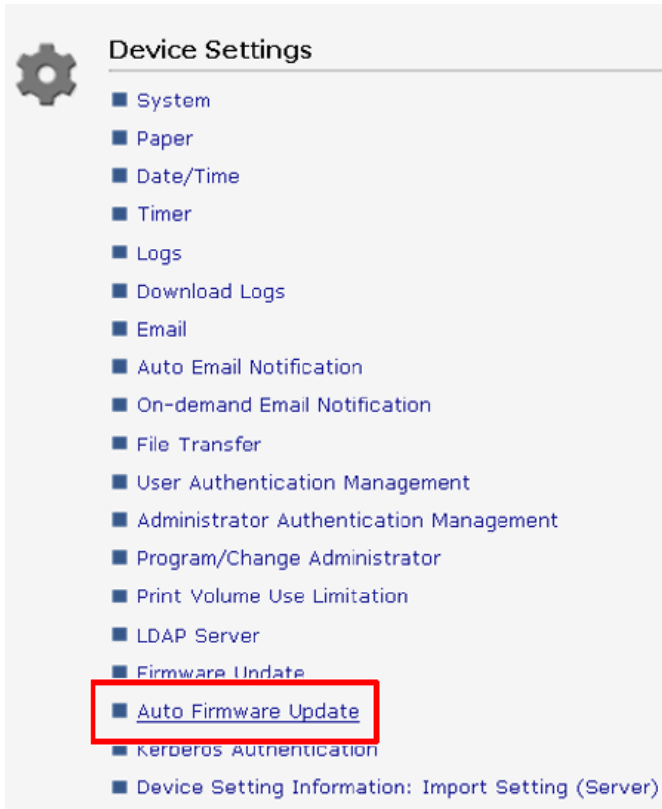 Device Settings
System
Paper
Date/Time
Timer
Logs
Download Logs
Email
Auto Email Notification
On-demand Email Notification
File Transfer
User Authentication Management
Administrator Authentication Management
Program/Change Administrator
Print Volume Use Limitation
LDAP Server
Firmware Update
Auto Firmware Update
Kerberos Authentication
Device Setting Information: Import Setting (Server)